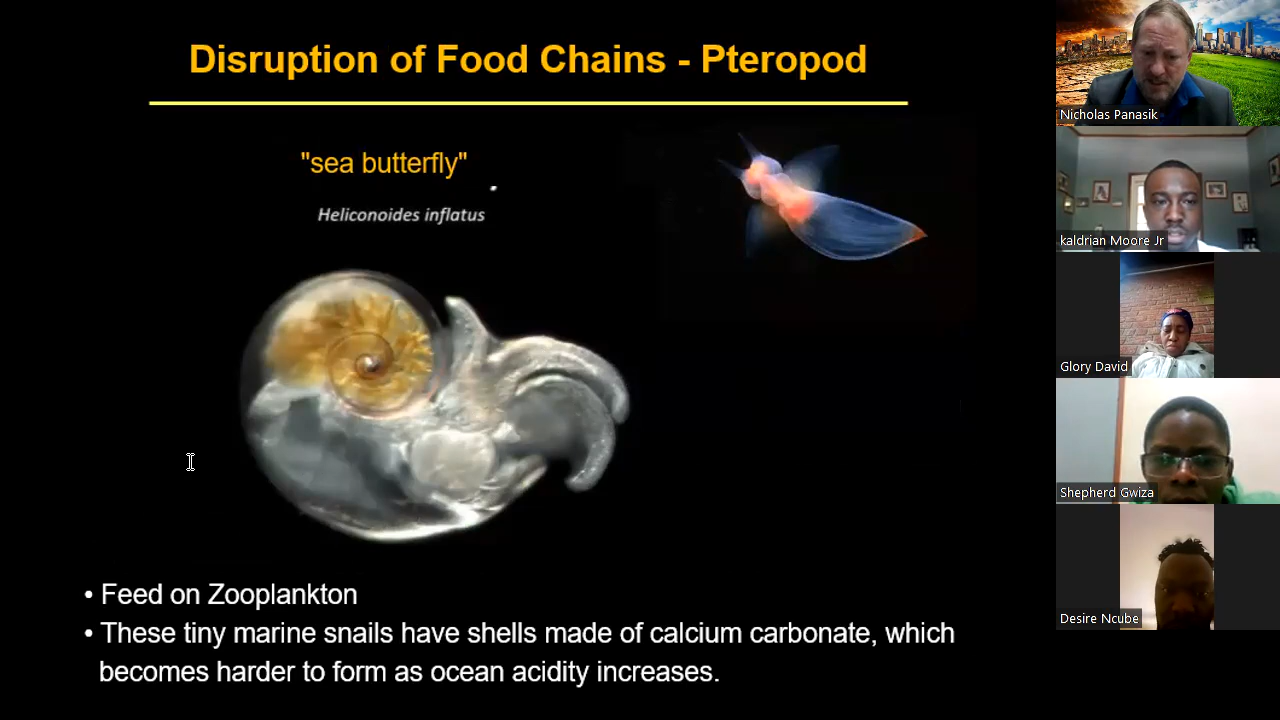 Disruption of Food Chains - Pteropod
"sea butterfly"
Heliconoides inflatus
• Feed on Zooplankton
• These tiny marine snails have shells made of calcium carbonate, which
becomes harder to form as ocean acidity increases.
Nicholas Panasik
kaldrian Moore Jr
Glory David
Shepherd Gwiza
Desire Ncube